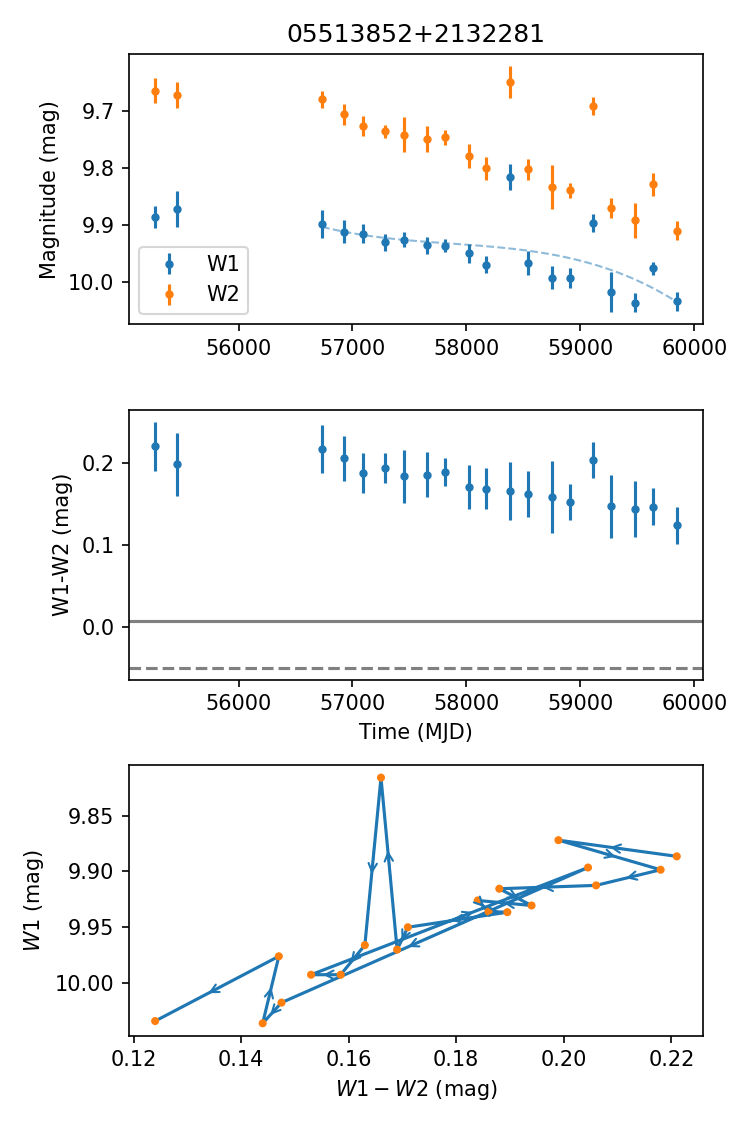 05513852+2132281
Magnitude (mag)
9.7
9.8
9.9
10.0
W1
W2
56000 57000 58000 59000 60000
W1-W2 (mag)
0.2
0.1
0.0
56000 57000 58000 59000 60000
Time (MJD)
W1 (mag)
9.85
9.90
9.95
10.00
0.12 0.14 0.16 0.18 0.20 0.22
W1 − W2 (mag)